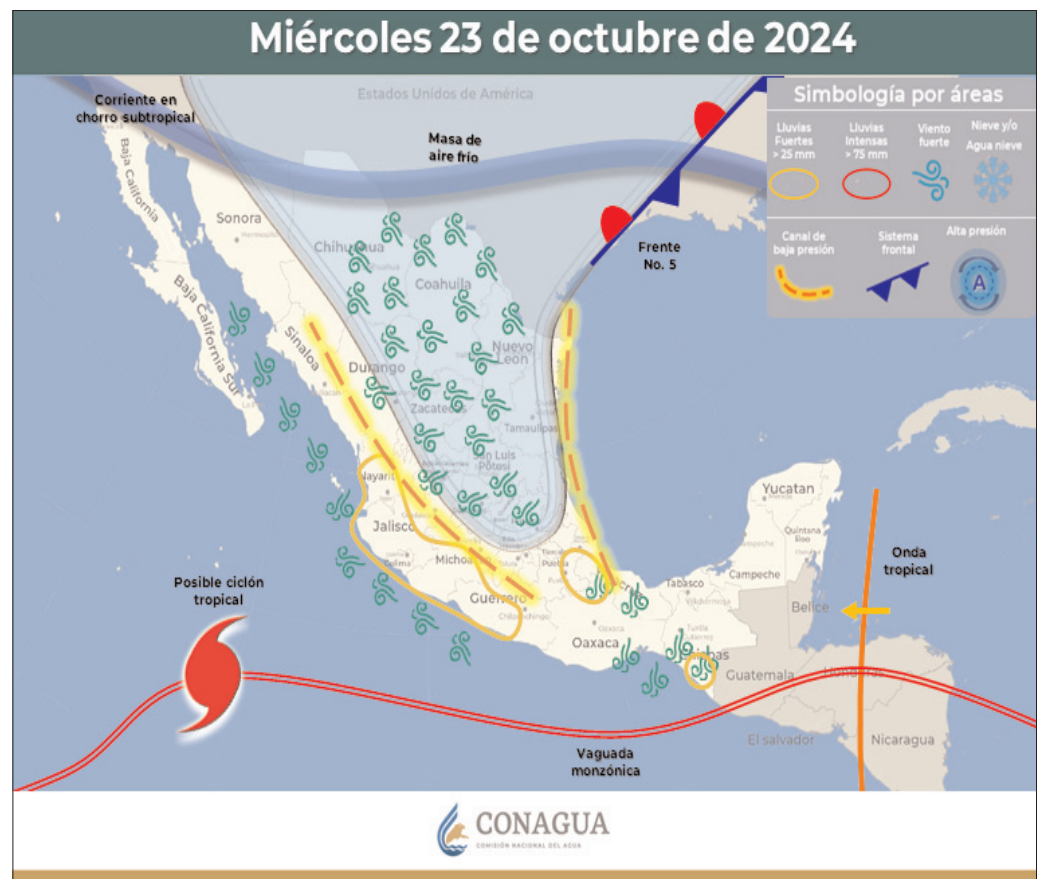 Miércoles 23 de octubre de 2024
Estados Unidos de América
Corriente en
chorro subtropical
Masa de
aire frío
Simbología por áreas
Lluvias
Fuertes
> 25 mm
Lluvias
Intensas
> 75 mm
Viento
fuerte
Nieve y/o
Agua nieve
Canal de
baja presión
Sistema
frontal
Alta presión
A
Frente
No. 5
Baja California
Sonora
Chihuahua
Coahuila
Baja California Sur
Sinaloa
Nuevo
León
Durango
Zacatecas
Tamaulipas
San Luis
Potosí
Nayarit
Jalisco
Colima
Michoa
Guerrero
Puebla
Oaxaca
Oaxaca
Tabasco
Campeche
Campeche
Yucatan
Quintana
Roo
Belice
Guatemala
Honduras
El salvador
Nicaragua
Onda
tropical
Posible ciclón
tropical
Vaguada
monzónica
CONAGUA
COMISIÓN NACIONAL DEL AGUA